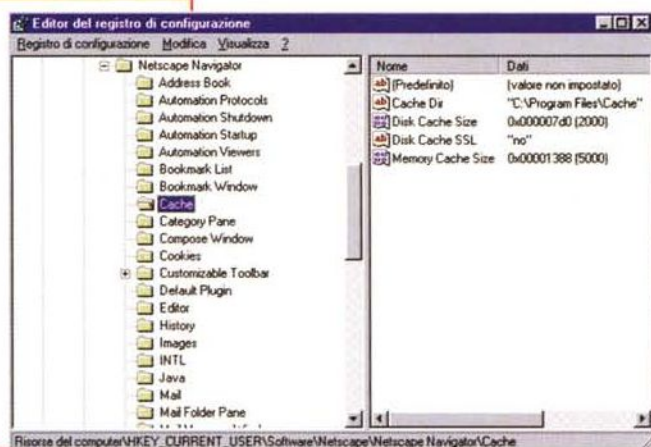 Editor del registro di configurazione
Registro di configurazione Modifica Visualizza ?
Netscape Navigator
Address Book
Automation Protocols
Automation Shutdown
Automation Startup
Automation Viewers
Bookmark List
Bookmark Window
Cache
Category Pane
Compose Window
Cookies
Customizable Toolbar
Default Plugin
Editor
History
Images
INTL
Java
Mail
Mail Folder Pane
Nome Dati
(Predefinito) (valore non impostato)
Cache Dir "C:\Program Files\Cache"
Disk Cache Size 0x000007d0 (2000)
Disk Cache SSL "no"
Memory Cache Size 0x00001388 (5000)
Risorse del computer\HKEY_CURRENT_USER\Software\Netscape\Netscape Navigator\Cache